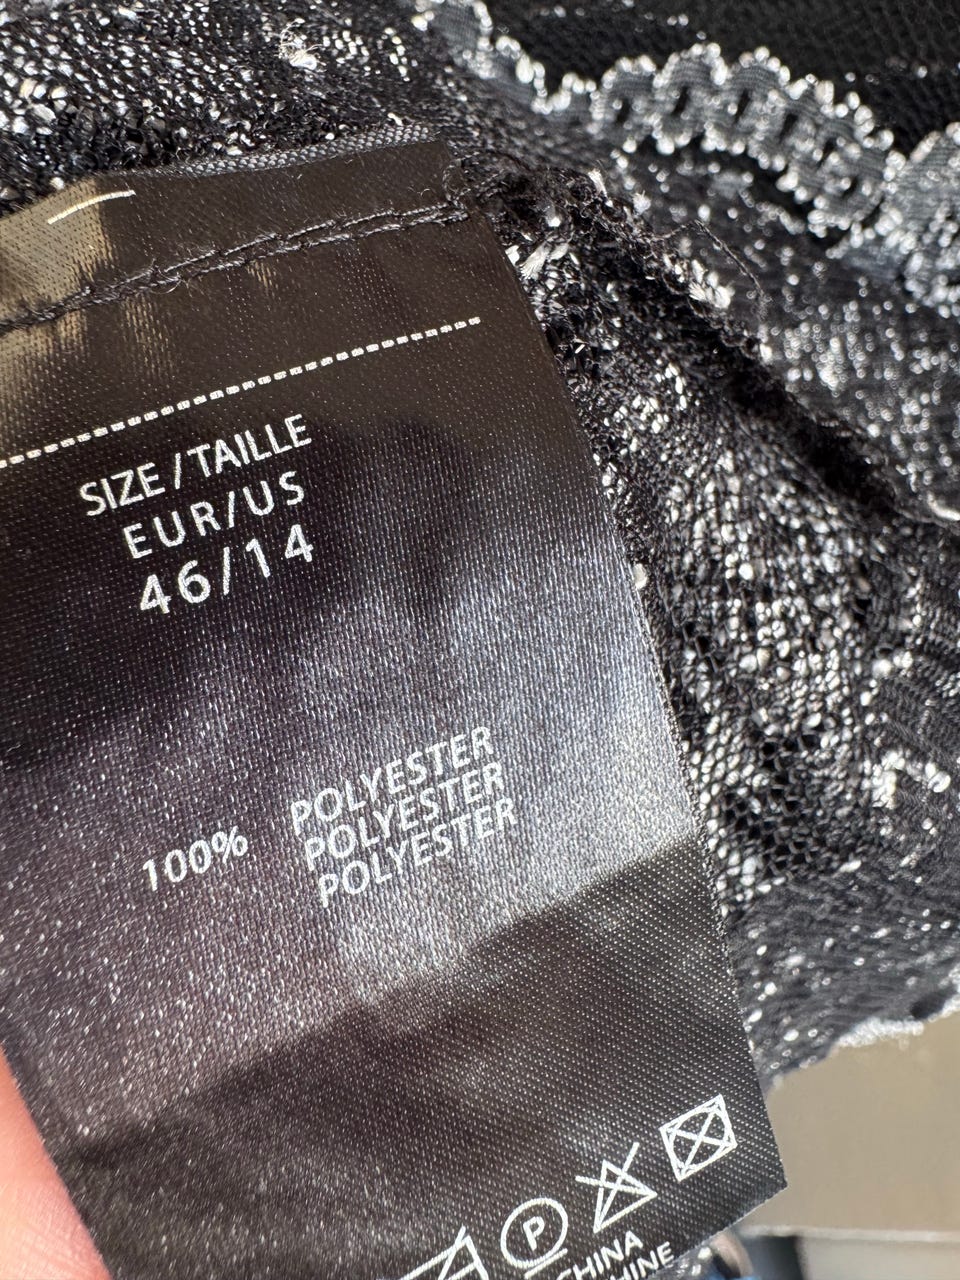 SIZE / TAILLE
EUR/US
46/14
100% POLYESTER
POLYESTER
POLYESTER
P
CHINA